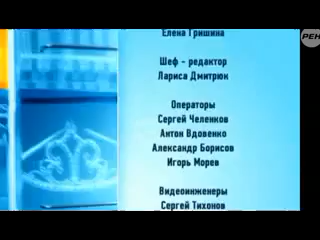 Елена Гришина
РЕН
Шеф - редактор
Лариса Дмитрюк
Операторы
Сергей Челенков
Антон Вдовенко
Александр Борисов
Игорь Морев
Видеоинженеры
Сергей Тихонов